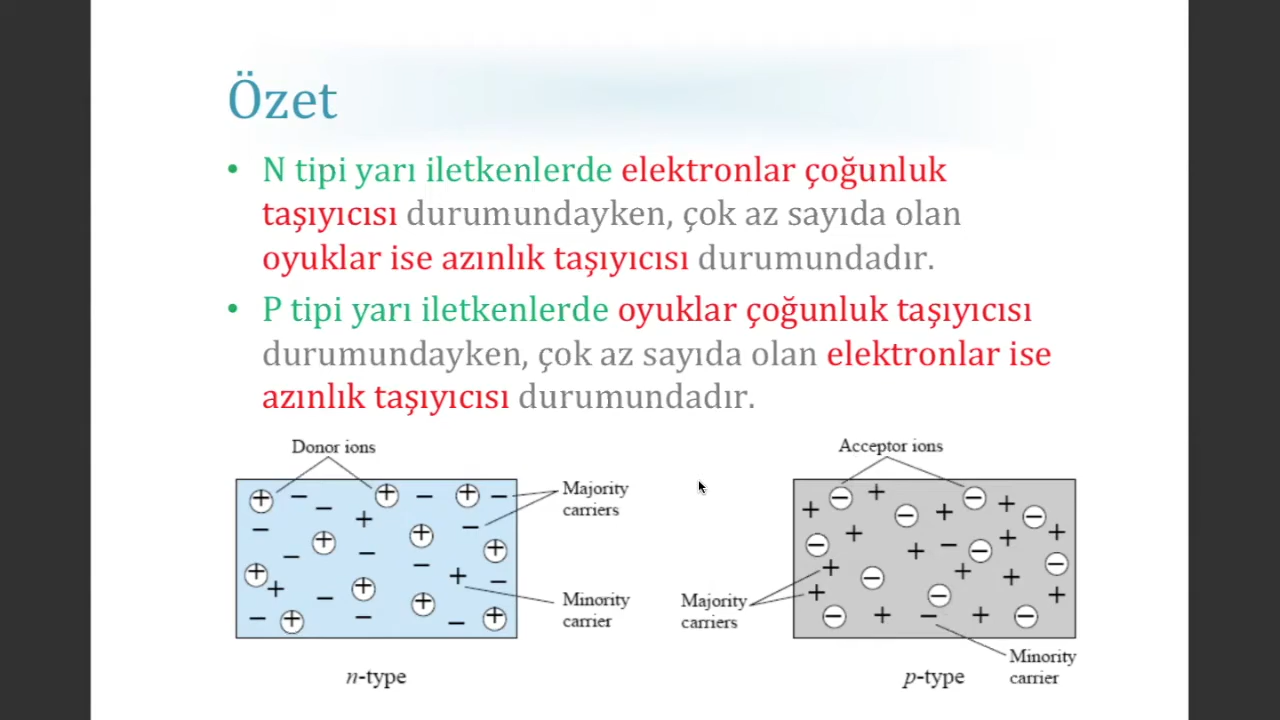 Özet
• N tipi yarı iletkenlerde elektronlar çoğunluk
taşıyıcısı durumundayken, çok az sayıda olan
oyuklar ise azınlık taşıyıcısı durumundadır.
• P tipi yarı iletkenlerde oyuklar çoğunluk taşıyıcısı
durumundayken, çok az sayıda olan elektronlar ise
azınlık taşıyıcısı durumundadır.
Donor ions
Majority
carriers
Minority
carrier
n-type
Acceptor ions
Majority
carriers
Minority
carrier
p-type